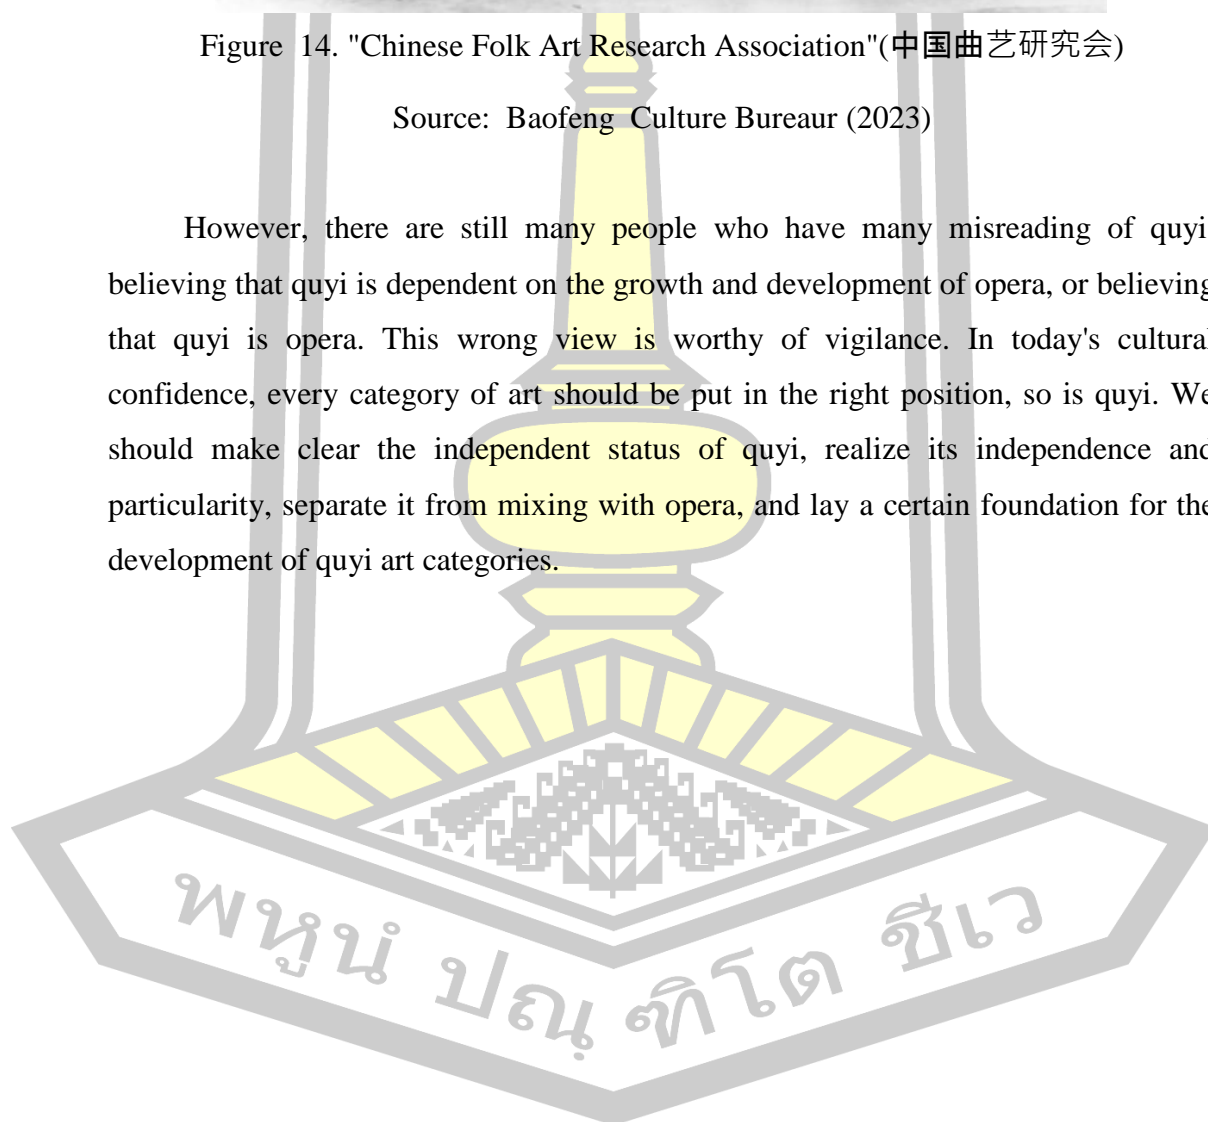 Figure 14. "Chinese Folk Art Research Association"(中国曲艺研究会)
Source: Baofeng Culture Bureaur (2023)
However, there are still many people who have many misreading of quyi
believing that quyi is dependent on the growth and development of opera, or believing
that quyi is opera. This wrong view is worthy of vigilance. In today's cultural
confidence, every category of art should be put in the right position, so is quyi. We
should make clear the independent status of quyi, realize its independence and
particularity, separate it from mixing with opera, and lay a certain foundation for the
development of quyi art categories.
พหูนํ ปณฺ ฑิโต ชีเว